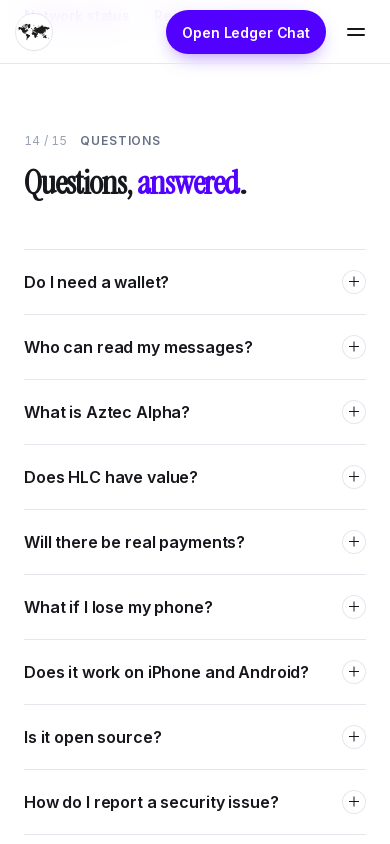 Open Ledger Chat
14 / 15 QUESTIONS
Questions, answered.
Do I need a wallet?
Who can read my messages?
What is Aztec Alpha?
Does HLC have value?
Will there be real payments?
What if I lose my phone?
Does it work on iPhone and Android?
Is it open source?
How do I report a security issue?